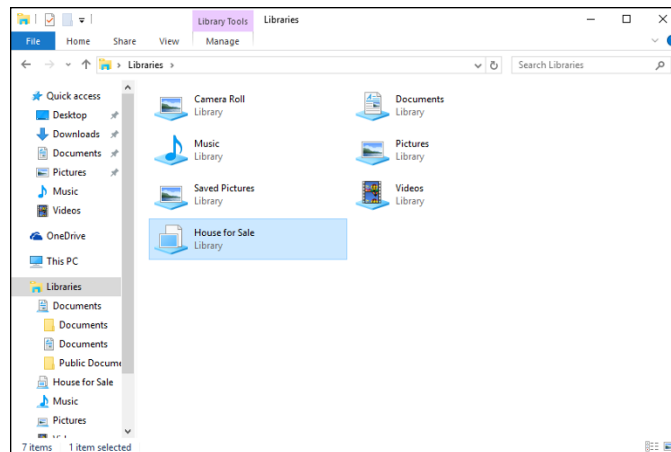 Library Tools
Libraries
File
Home
Share
View
Manage
Libraries
Search Libraries
Quick access
Desktop
Downloads
Documents
Pictures
Music
Videos
OneDrive
This PC
Libraries
Documents
Documents
Documents
Public Docume
House for Sale
Music
Pictures
Camera Roll
Library
Documents
Library
Music
Library
Pictures
Library
Saved Pictures
Library
Videos
Library
House for Sale
Library
7 items
1 item selected